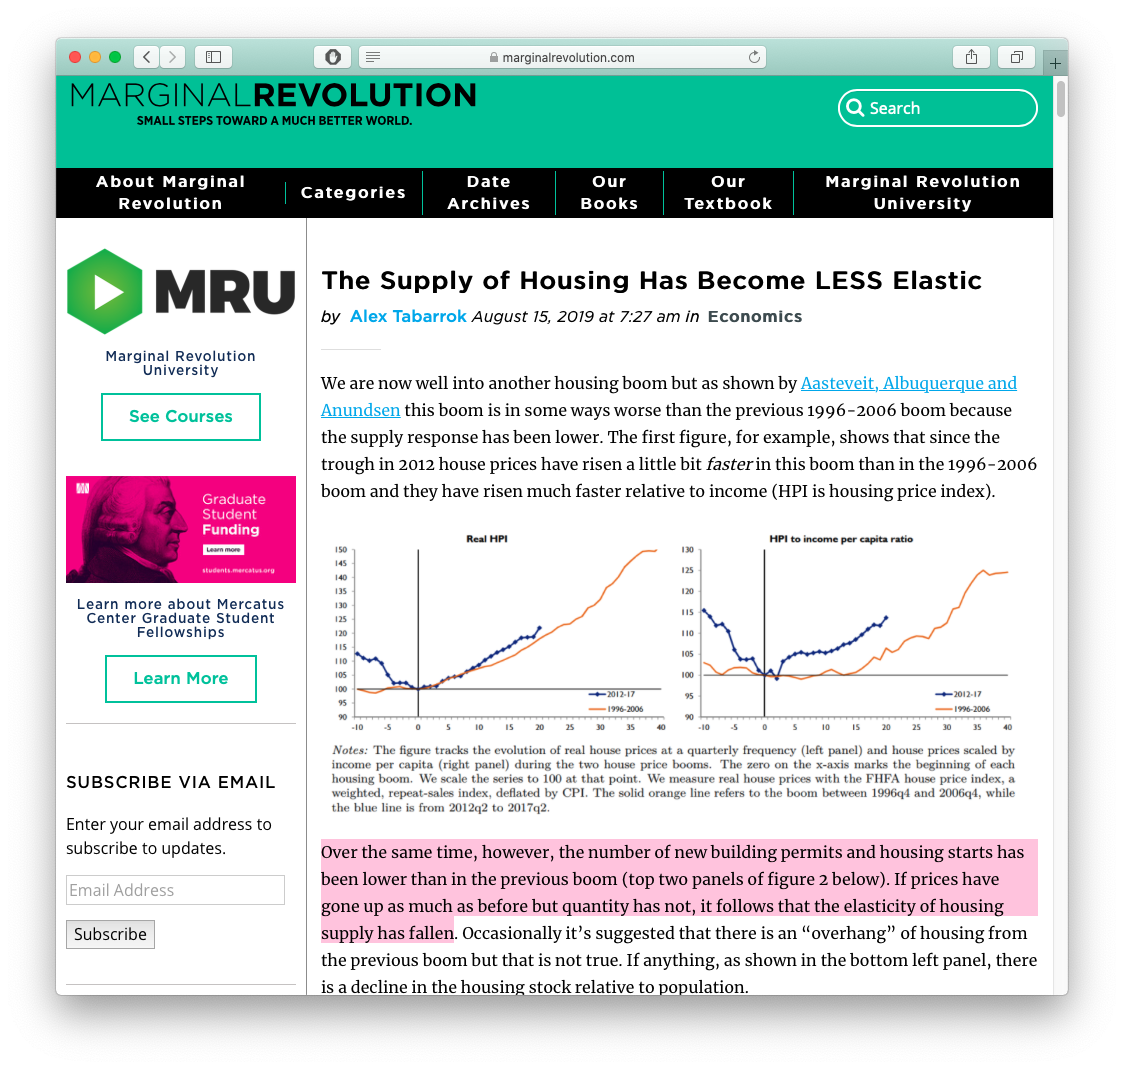 marginalrevolution.com
MARGINALREVOLUTION
SMALL STEPS TOWARD A MUCH BETTER WORLD.
Search
About Marginal
Revolution
Categories
Date
Archives
Our
Books
Our
Textbook
Marginal Revolution
University
MRU
Marginal Revolution
University
See Courses
Graduate
Student
Funding
Learn more
students.mercatus.org
Learn more about Mercatus
Center Graduate Student
Fellowships
Learn More
SUBSCRIBE VIA EMAIL
Enter your email address to
subscribe to updates.
Email Address
Subscribe
The Supply of Housing Has Become LESS Elastic
by Alex Tabarrok August 15, 2019 at 7:27 am in Economics
We are now well into another housing boom but as shown by Aasteveit, Albuquerque and
Anundsen this boom is in some ways worse than the previous 1996-2006 boom because
the supply response has been lower. The first figure, for example, shows that since the
trough in 2012 house prices have risen a little bit faster in this boom than in the 1996-2006
boom and they have risen much faster relative to income (HPI is housing price index).
Real HPI
150
145
140
135
130
125
120
115
110
105
100
95
90
-10 -5 0 5 10 15 20 25 30 35 40
2012-17
1996-2006
HPI to income per capita ratio
130
125
120
115
110
105
100
95
90
-10 -5 0 5 10 15 20 25 30 35 40
2012-17
1996-2006
Notes: The figure tracks the evolution of real house prices at a quarterly frequency (left panel) and house prices scaled by
income per capita (right panel) during the two house price booms. The zero on the x-axis marks the beginning of each
housing boom. We scale the series to 100 at that point. We measure real house prices with the FHFA house price index, a
weighted, repeat-sales index, deflated by CPI. The solid orange line refers to the boom between 1996q4 and 2006q4, while
the blue line is from 2012q2 to 2017q2.
Over the same time, however, the number of new building permits and housing starts has
been lower than in the previous boom (top two panels of figure 2 below). If prices have
gone up as much as before but quantity has not, it follows that the elasticity of housing
supply has fallen. Occasionally it's suggested that there is an “overhang” of housing from
the previous boom but that is not true. If anything, as shown in the bottom left panel, there
is a decline in the housing stock relative to population.